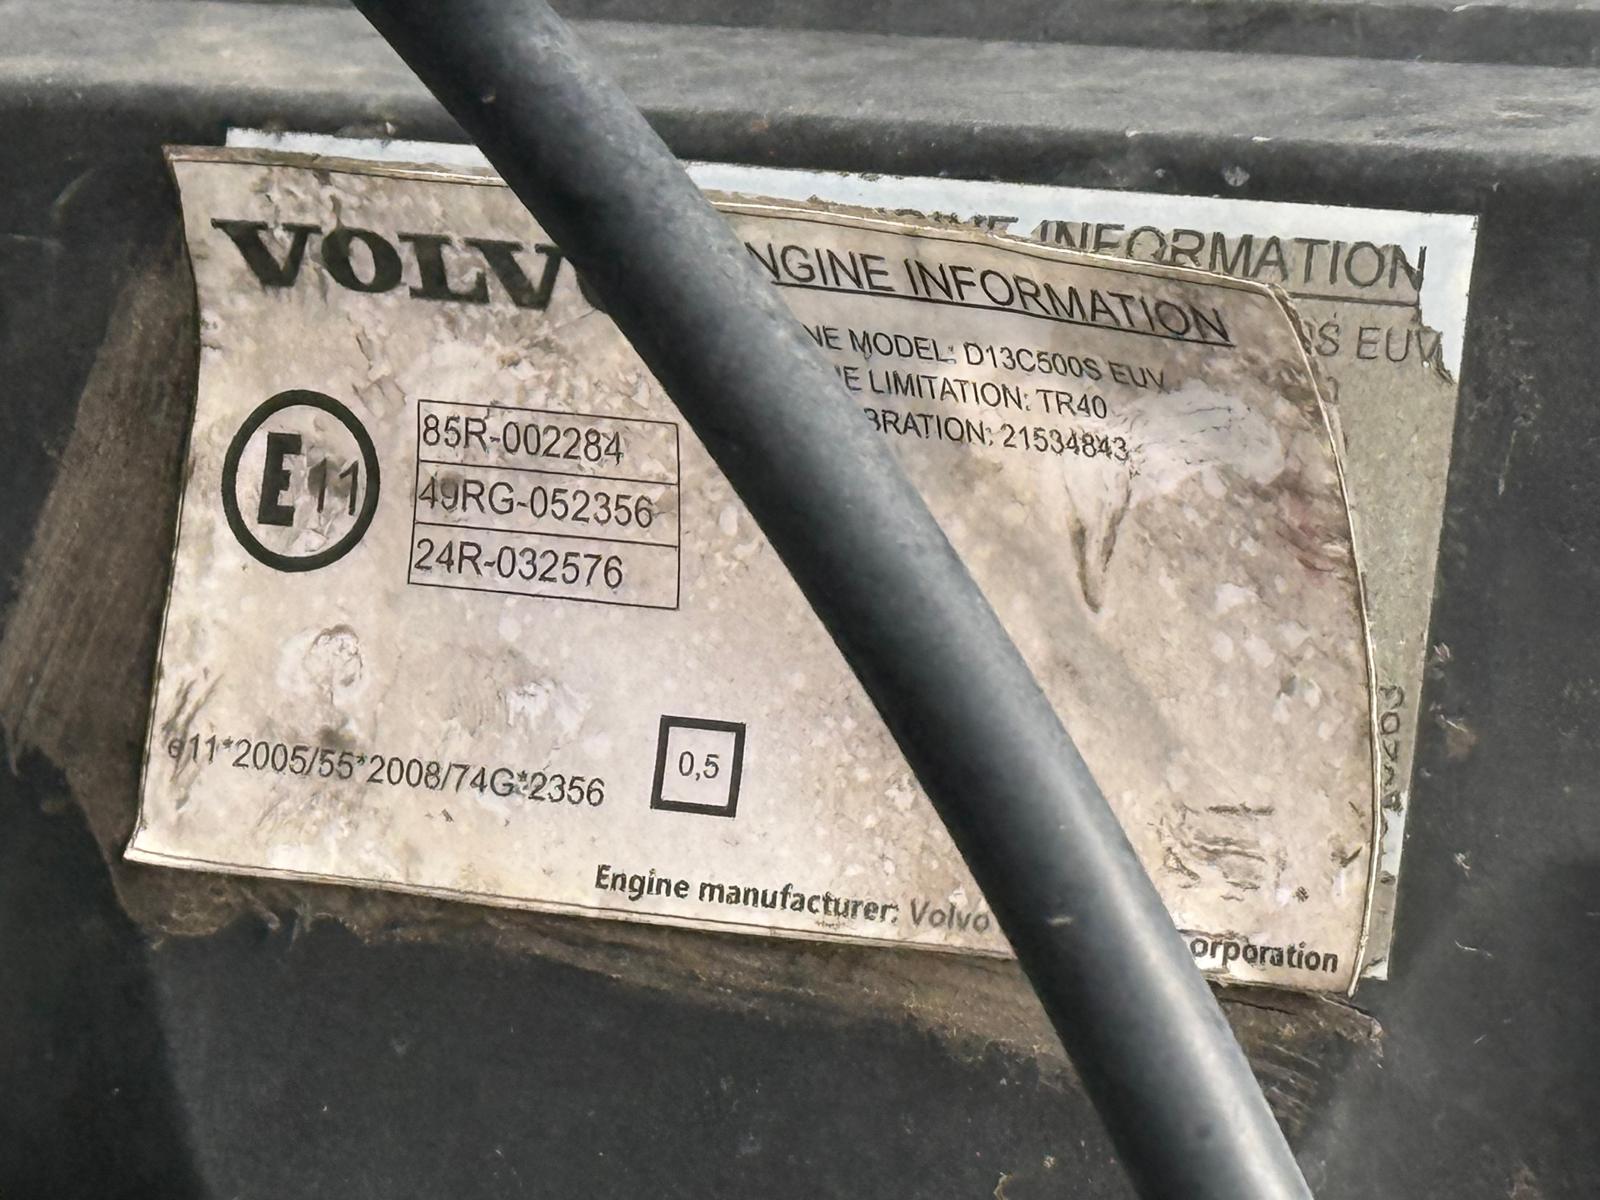 VOLV
NGINE INFORMATION
INFORMATION
NE MODEL: D13C500S EUV
S EUV
E LIMITATION: TR40
BRATION: 21534843
E11
85R-002284
49RG-052356
24R-032576
e11*2005/55*2008/74G*2356
0,5
Engine manufacturer: Volvo
orporation